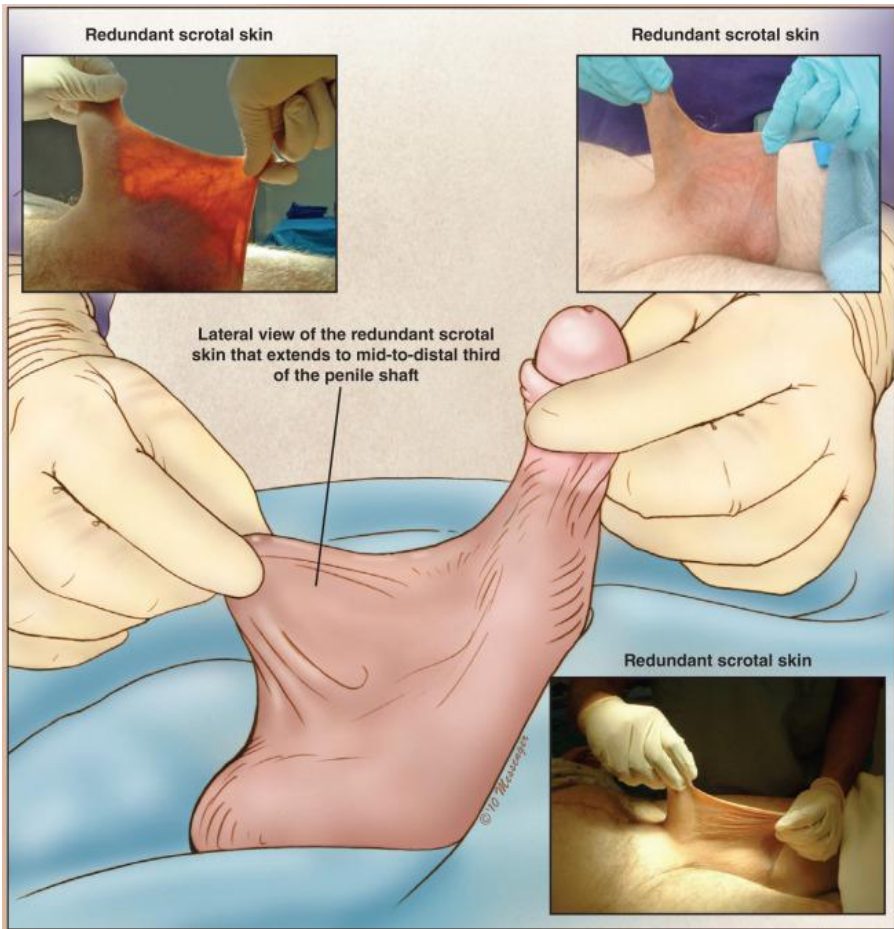 Redundant scrotal skin
Redundant scrotal skin
Lateral view of the redundant scrotal
skin that extends to mid-to-distal third
of the penile shaft
Redundant scrotal skin
©'10 Messenger